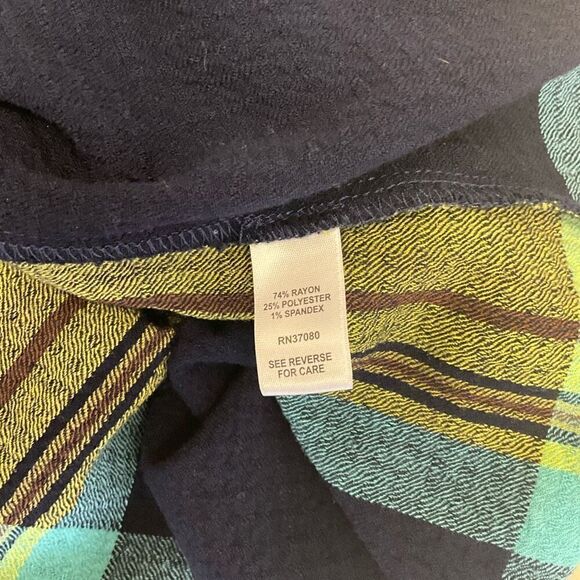 74% RAYON
25% POLYESTER
1% SPANDEX
RN37080
SEE REVERSE
FOR CARE